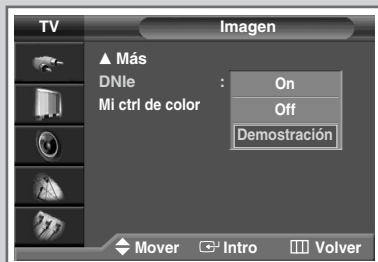 TV
Imagen
▲ Más
DNIe : On
Mi ctrl de color Off
Demostración
Mover Intro Volver